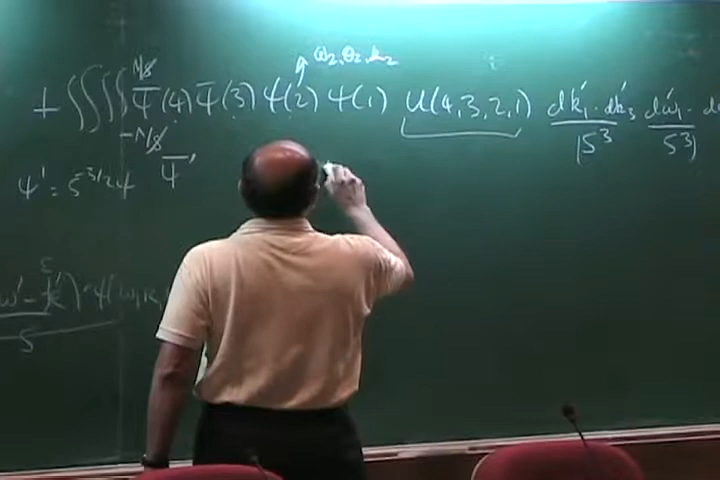 ω₂, θ₂, k₂
+ ∫∫∫∫ Ψ̄(4) Ψ̄(3) Ψ(2) Ψ(1) U(4,3,2,1) dk₁′ · dk₃′ / |S³ dω₁′ · / S³)
-Λ/s Λ/s
Ψ′ = S^{-3/2} Ψ Ψ̄′
ω′ - k′) Ψ(ω, k,
S